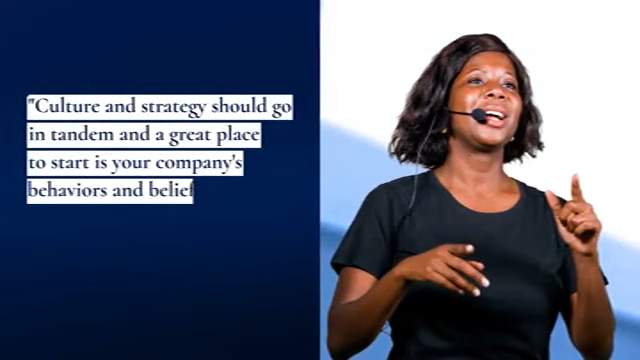 "Culture and strategy should go
in tandem and a great place
to start is your company's
behaviors and belief